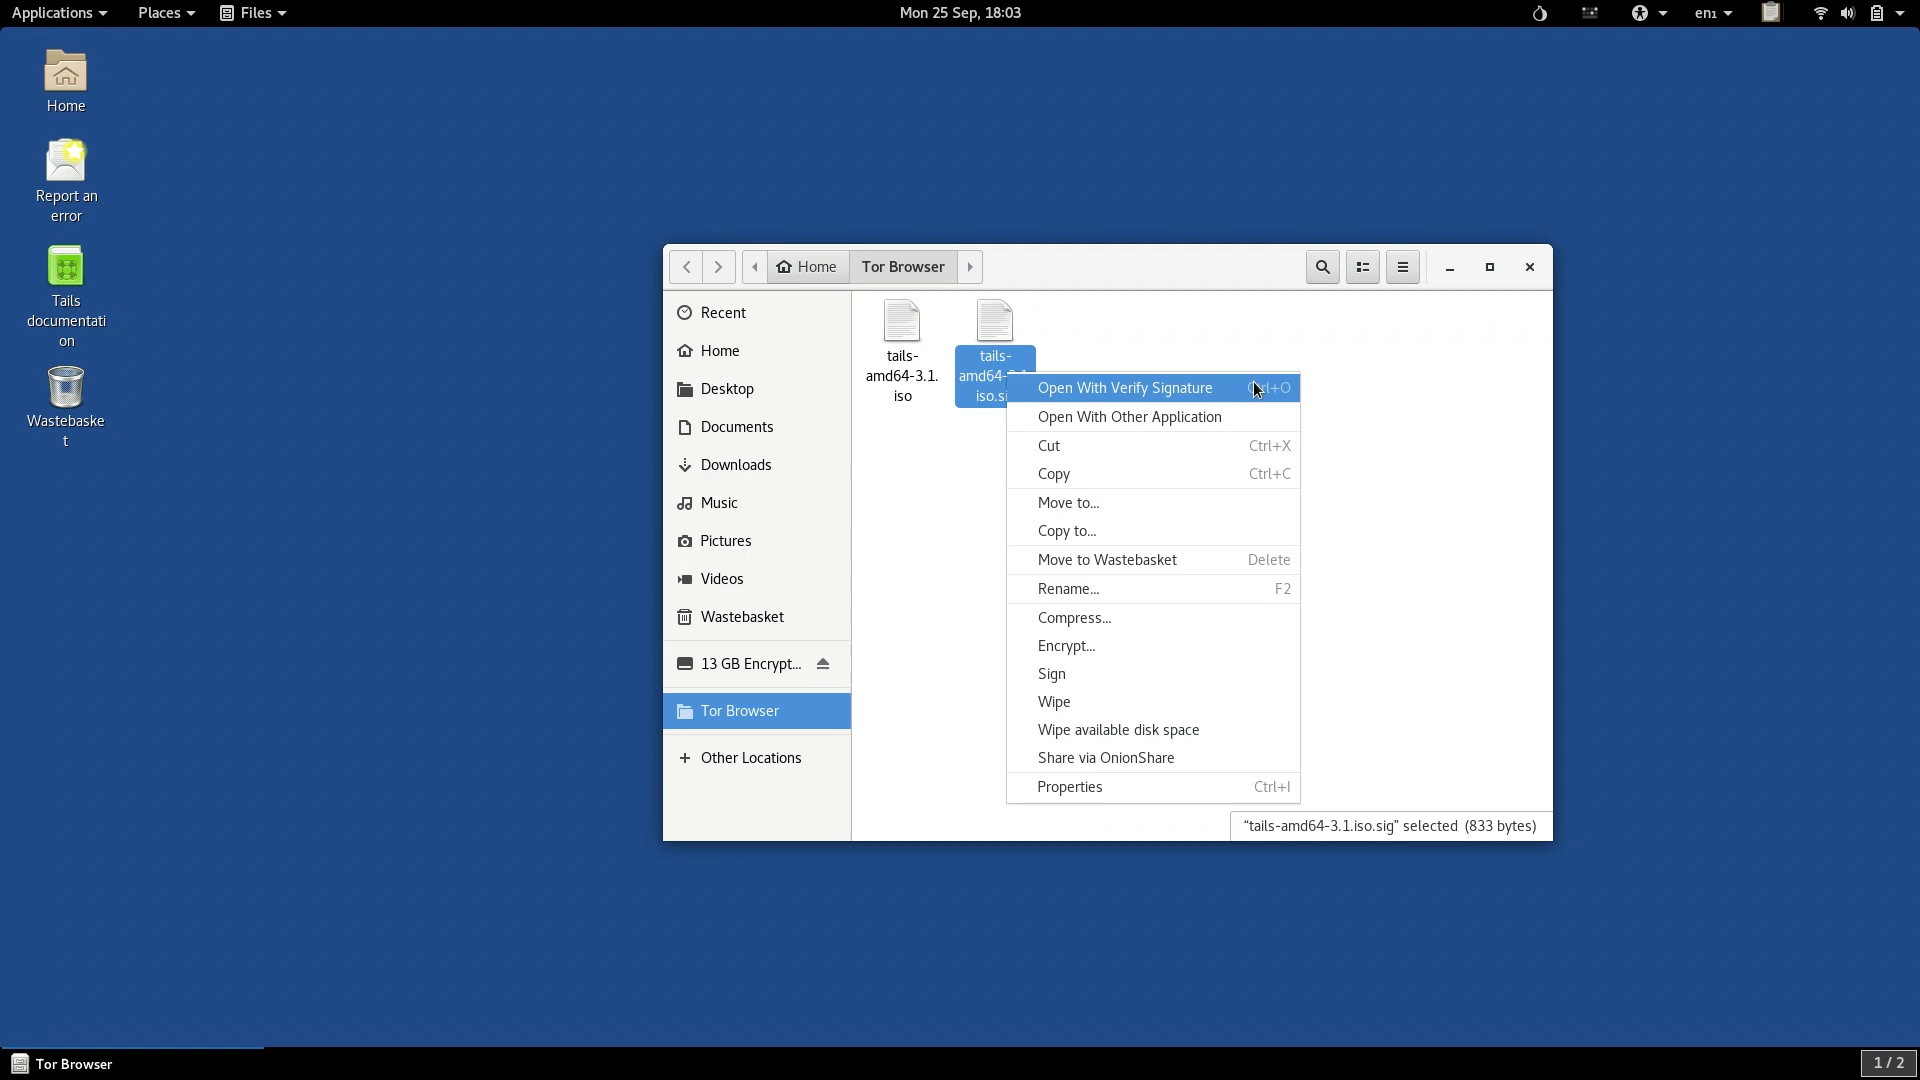 Applications Places Files Mon 25 Sep, 18:03 en1
Home
Report an
error
Tails
documentati
on
Wastebaske
t
Home Tor Browser
Recent
Home
Desktop
Documents
Downloads
Music
Pictures
Videos
Wastebasket
13 GB Encrypt...
Tor Browser
+ Other Locations
tails-
amd64-3.1.
iso
tails-
amd64-3.1.
iso.si
Open With Verify Signature
Open With Other Application
Cut Ctrl+X
Copy Ctrl+C
Move to...
Copy to...
Move to Wastebasket Delete
Rename... F2
Compress...
Encrypt...
Sign
Wipe
Wipe available disk space
Share via OnionShare
Properties Ctrl+I
“tails-amd64-3.1.iso.sig” selected (833 bytes)
Tor Browser 1 / 2